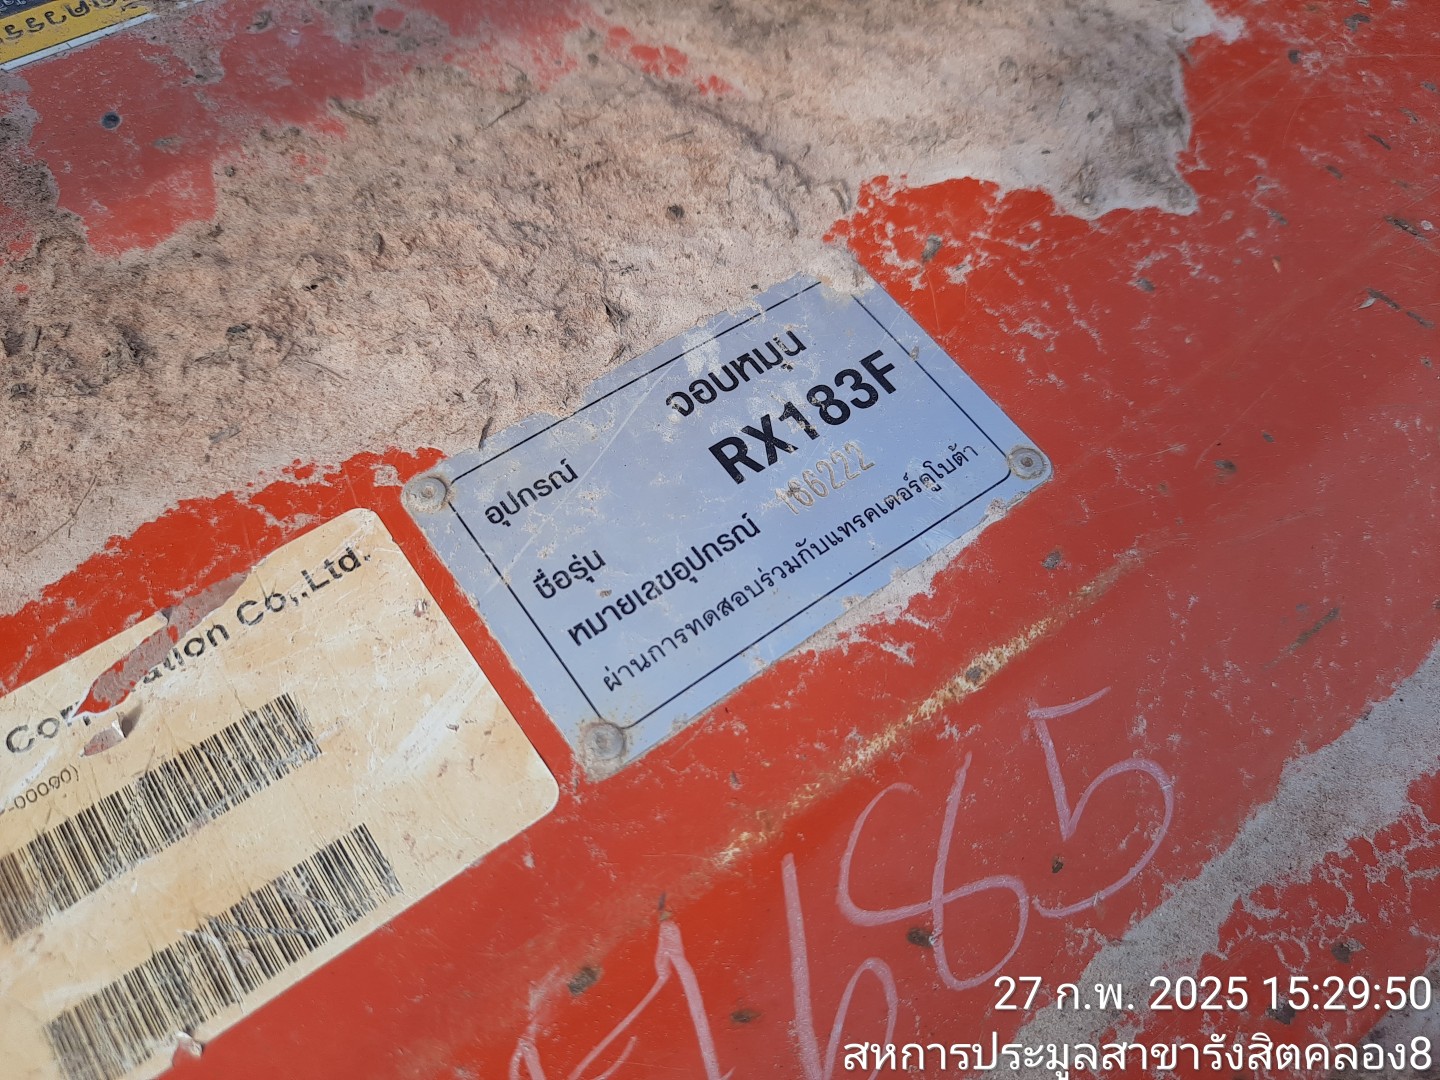 อุปกรณ์ จอบหมุน
ชื่อรุ่น RX183F
หมายเลขอุปกรณ์ 166222
ผ่านการทดสอบร่วมกับแทรคเตอร์คูโบต้า
Co.,Ltd.
27 ก.พ. 2025 15:29:50
สหการประมูลสาขารังสิตคลอง8